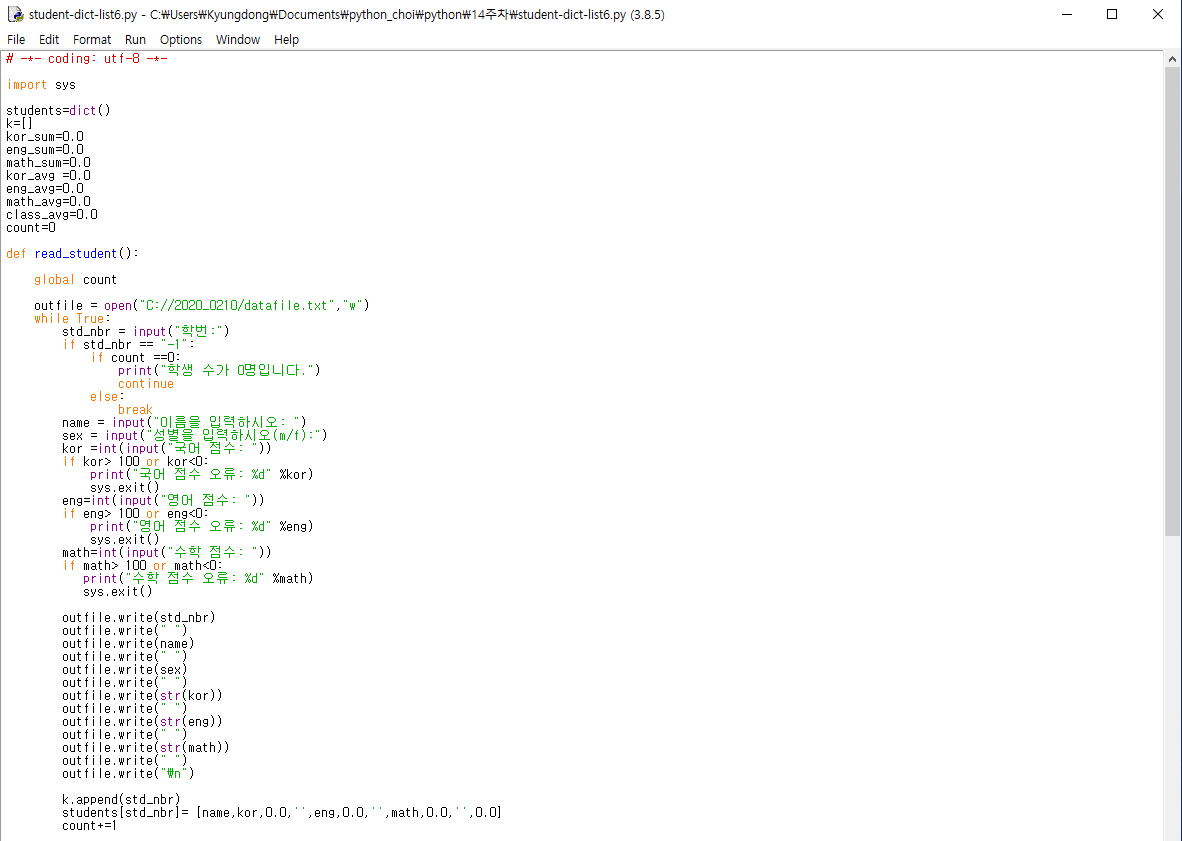 student-dict-list6.py - C:₩Users₩Kyungdong₩Documents₩python_choi₩python₩14주차₩student-dict-list6.py (3.8.5)
File Edit Format Run Options Window Help
# -*- coding: utf-8 -*-
import sys
students=dict()
k=[]
kor_sum=0.0
eng_sum=0.0
math_sum=0.0
kor_avg =0.0
eng_avg=0.0
math_avg=0.0
class_avg=0.0
count=0
def read_student():
    global count
    outfile = open("C://2020_0210/datafile.txt","w")
    while True:
        std_nbr = input("학번:")
        if std_nbr == "-1":
            if count ==0:
                print("학생 수가 0명입니다.")
                continue
            else:
                break
        name = input("이름을 입력하시오: ")
        sex = input("성별을 입력하시오(m/f):")
        kor =int(input("국어 점수: "))
        if kor> 100 or kor<0:
            print("국어 점수 오류: %d" %kor)
            sys.exit()
        eng=int(input("영어 점수: "))
        if eng> 100 or eng<0:
            print("영어 점수 오류: %d" %eng)
            sys.exit()
        math=int(input("수학 점수: "))
        if math> 100 or math<0:
           print("수학 점수 오류: %d" %math)
           sys.exit()
        outfile.write(std_nbr)
        outfile.write(" ")
        outfile.write(name)
        outfile.write(" ")
        outfile.write(sex)
        outfile.write(" ")
        outfile.write(str(kor))
        outfile.write(" ")
        outfile.write(str(eng))
        outfile.write(" ")
        outfile.write(str(math))
        outfile.write(" ")
        outfile.write("₩n")
        k.append(std_nbr)
        students[std_nbr]= [name,kor,0.0,'',eng,0.0,'',math,0.0,'',0.0]
        count+=1